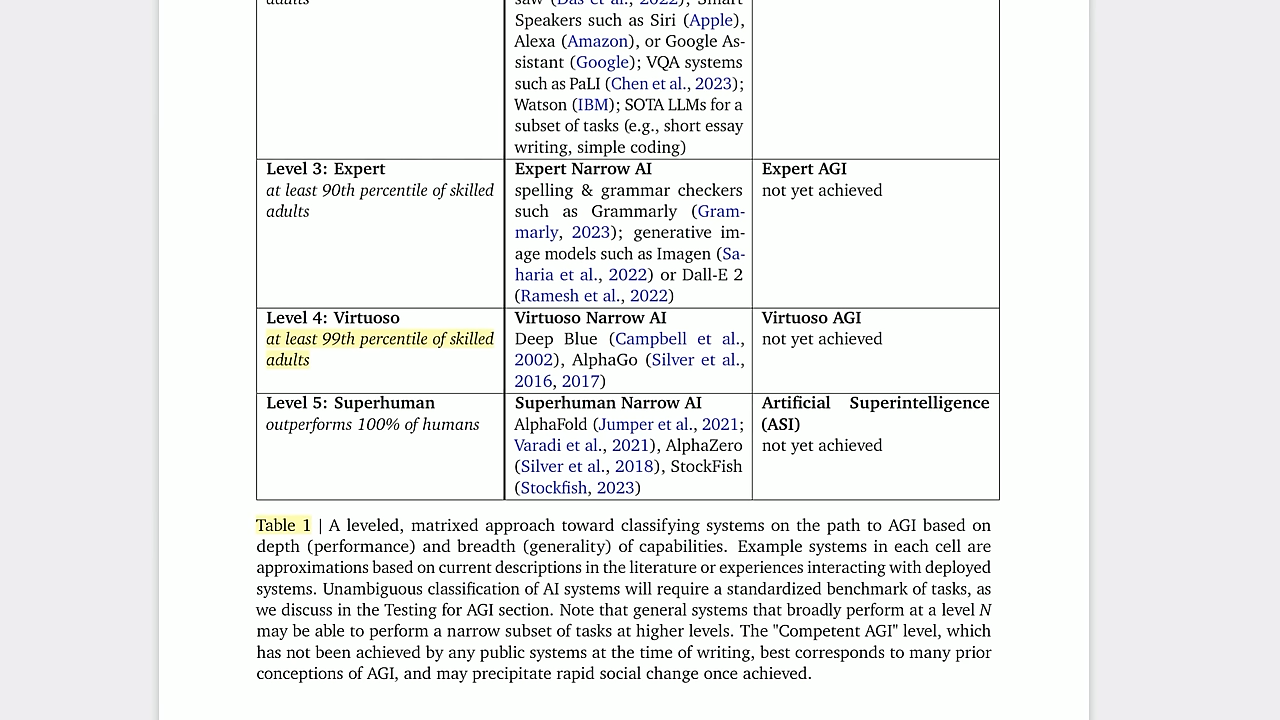 adults
saw (Das et al., 2022); Smart
Speakers such as Siri (Apple),
Alexa (Amazon), or Google As-
sistant (Google); VQA systems
such as PaLI (Chen et al., 2023);
Watson (IBM); SOTA LLMs for a
subset of tasks (e.g., short essay
writing, simple coding)
Level 3: Expert
at least 90th percentile of skilled
adults
Expert Narrow AI
spelling & grammar checkers
such as Grammarly (Gram-
marly, 2023); generative im-
age models such as Imagen (Sa-
haria et al., 2022) or Dall-E 2
(Ramesh et al., 2022)
Expert AGI
not yet achieved
Level 4: Virtuoso
at least 99th percentile of skilled
adults
Virtuoso Narrow AI
Deep Blue (Campbell et al.,
2002), AlphaGo (Silver et al.,
2016, 2017)
Virtuoso AGI
not yet achieved
Level 5: Superhuman
outperforms 100% of humans
Superhuman Narrow AI
AlphaFold (Jumper et al., 2021;
Varadi et al., 2021), AlphaZero
(Silver et al., 2018), StockFish
(Stockfish, 2023)
Artificial Superintelligence
(ASI)
not yet achieved
Table 1 | A leveled, matrixed approach toward classifying systems on the path to AGI based on
depth (performance) and breadth (generality) of capabilities. Example systems in each cell are
approximations based on current descriptions in the literature or experiences interacting with deployed
systems. Unambiguous classification of AI systems will require a standardized benchmark of tasks, as
we discuss in the Testing for AGI section. Note that general systems that broadly perform at a level N
may be able to perform a narrow subset of tasks at higher levels. The "Competent AGI" level, which
has not been achieved by any public systems at the time of writing, best corresponds to many prior
conceptions of AGI, and may precipitate rapid social change once achieved.